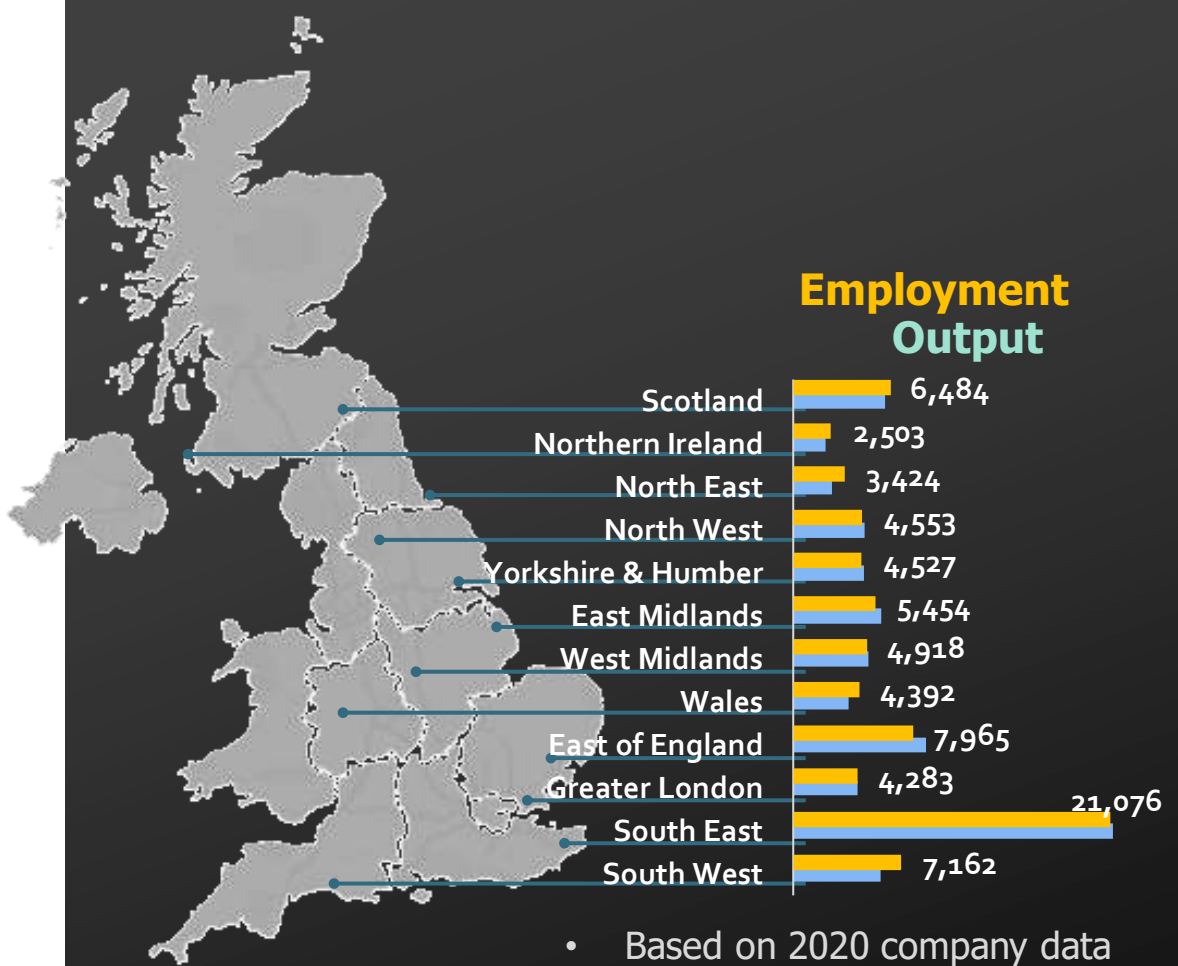 Employment
Output
Scotland 6,484
Northern Ireland 2,503
North East 3,424
North West 4,553
Yorkshire & Humber 4,527
East Midlands 5,454
West Midlands 4,918
Wales 4,392
East of England 7,965
Greater London 4,283
South East 21,076
South West 7,162
• Based on 2020 company data